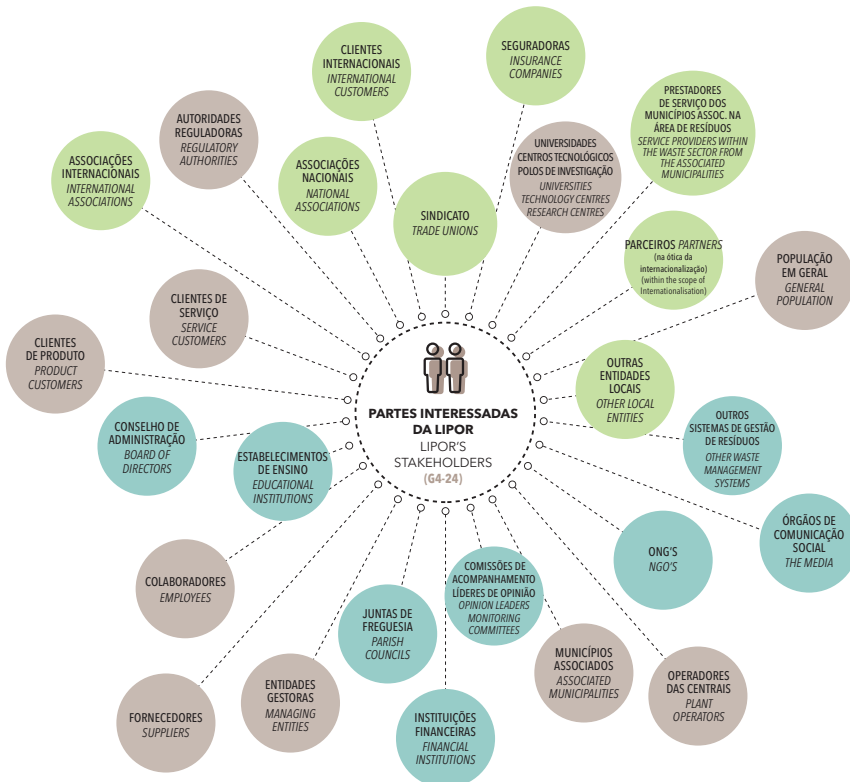 CLIENTES
INTERNACIONAIS
INTERNATIONAL
CUSTOMERS
SEGURADORAS
INSURANCE
COMPANIES
PRESTADORES
DE SERVIÇO DOS
MUNICÍPIOS ASSOC. NA
ÁREA DE RESÍDUOS
SERVICE PROVIDERS WITHIN
THE WASTE SECTOR FROM
THE ASSOCIATED
MUNICIPALITIES
AUTORIDADES
REGULADORAS
REGULATORY
AUTHORITIES
ASSOCIAÇÕES
INTERNACIONAIS
INTERNATIONAL
ASSOCIATIONS
ASSOCIAÇÕES
NACIONAIS
NATIONAL
ASSOCIATIONS
UNIVERSIDADES
CENTROS TECNOLÓGICOS
POLOS DE INVESTIGAÇÃO
UNIVERSITIES
TECHNOLOGY CENTRES
RESEARCH CENTRES
SINDICATO
TRADE UNIONS
PARCEIROS PARTNERS
(na ótica da
internacionalização)
(within the scope of
Internationalisation)
POPULAÇÃO
EM GERAL
GENERAL
POPULATION
CLIENTES DE
SERVIÇO
SERVICE
CUSTOMERS
CLIENTES
DE PRODUTO
PRODUCT
CUSTOMERS
OUTRAS
ENTIDADES
LOCAIS
OTHER LOCAL
ENTITIES
PARTES INTERESSADAS
DA LIPOR
LIPOR'S
STAKEHOLDERS
(G4-24)
CONSELHO DE
ADMINISTRAÇÃO
BOARD OF
DIRECTORS
ESTABELECIMENTOS
DE ENSINO
EDUCATIONAL
INSTITUTIONS
OUTROS
SISTEMAS DE GESTÃO
DE RESÍDUOS
OTHER WASTE
MANAGEMENT
SYSTEMS
ÓRGÃOS DE
COMUNICAÇÃO
SOCIAL
THE MEDIA
ONG'S
NGO'S
COLABORADORES
EMPLOYEES
COMISSÕES DE
ACOMPANHAMENTO
LÍDERES DE OPINIÃO
OPINION LEADERS
MONITORING
COMMITTEES
JUNTAS DE
FREGUESIA
PARISH
COUNCILS
MUNICÍPIOS
ASSOCIADOS
ASSOCIATED
MUNICIPALITIES
OPERADORES
DAS CENTRAIS
PLANT
OPERATORS
ENTIDADES
GESTORAS
MANAGING
ENTITIES
FORNECEDORES
SUPPLIERS
INSTITUIÇÕES
FINANCEIRAS
FINANCIAL
INSTITUTIONS